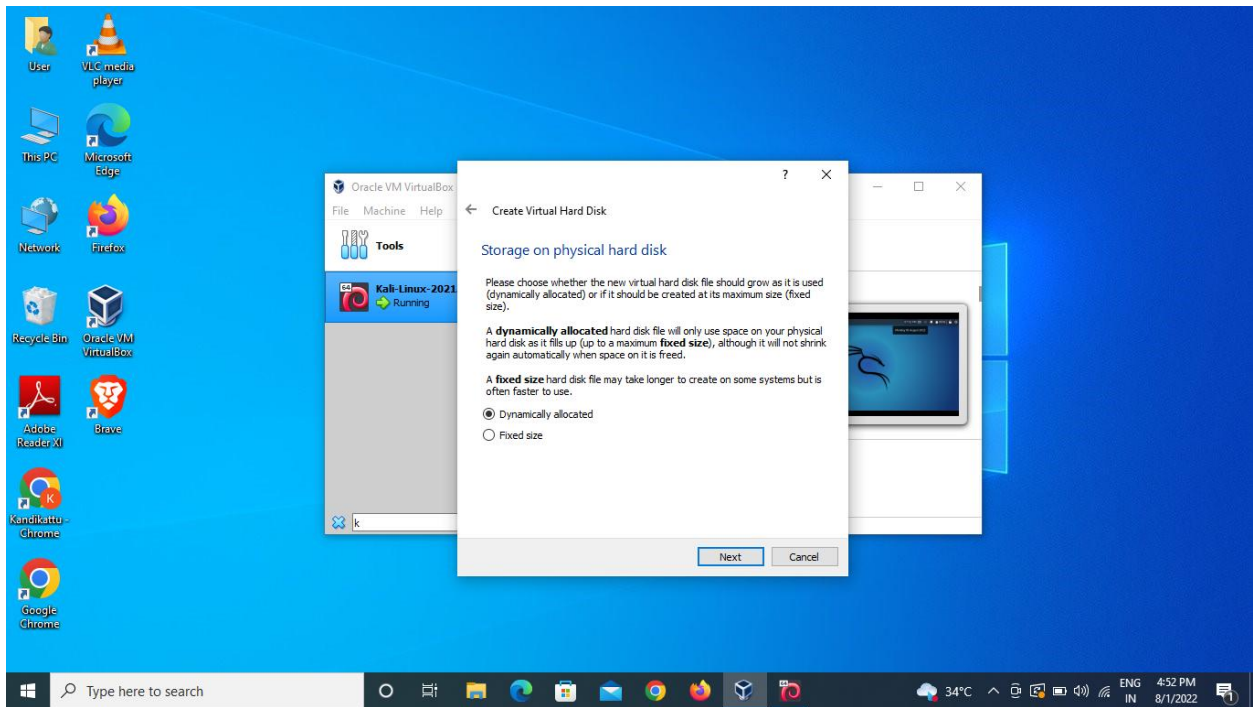 User
VLC media
player
This PC
Microsoft
Edge
Network
Firefox
Recycle Bin
Oracle VM
VirtualBox
Adobe
Reader XI
Brave
Kandikattu -
Chrome
Google
Chrome
Oracle VM VirtualBox
File Machine Help
Tools
64
Kali-Linux-2021
Running
k
? ×
Create Virtual Hard Disk
Storage on physical hard disk
Please choose whether the new virtual hard disk file should grow as it is used
(dynamically allocated) or if it should be created at its maximum size (fixed
size).
A dynamically allocated hard disk file will only use space on your physical
hard disk as it fills up (up to a maximum fixed size), although it will not shrink
again automatically when space on it is freed.
A fixed size hard disk file may take longer to create on some systems but is
often faster to use.
Dynamically allocated
Fixed size
Next Cancel
Type here to search
34°C
ENG
IN
4:52 PM
8/1/2022